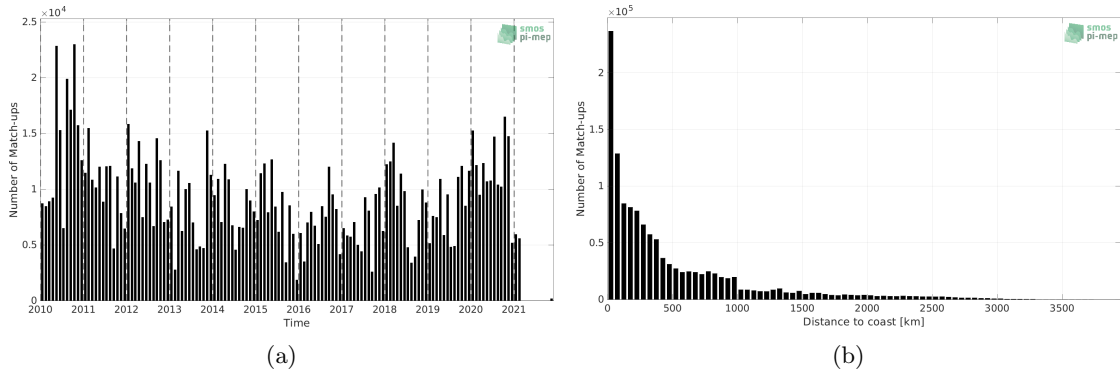 ×10⁴
2.5
2
1.5
1
0.5
0
Number of Match-ups
2010 2011 2012 2013 2014 2015 2016 2017 2018 2019 2020 2021
Time
smos
pi-mep
(a)
×10⁵
2
1.5
1
0.5
0
Number of Match-ups
0 500 1000 1500 2000 2500 3000 3500
Distance to coast [km]
smos
pi-mep
(b)